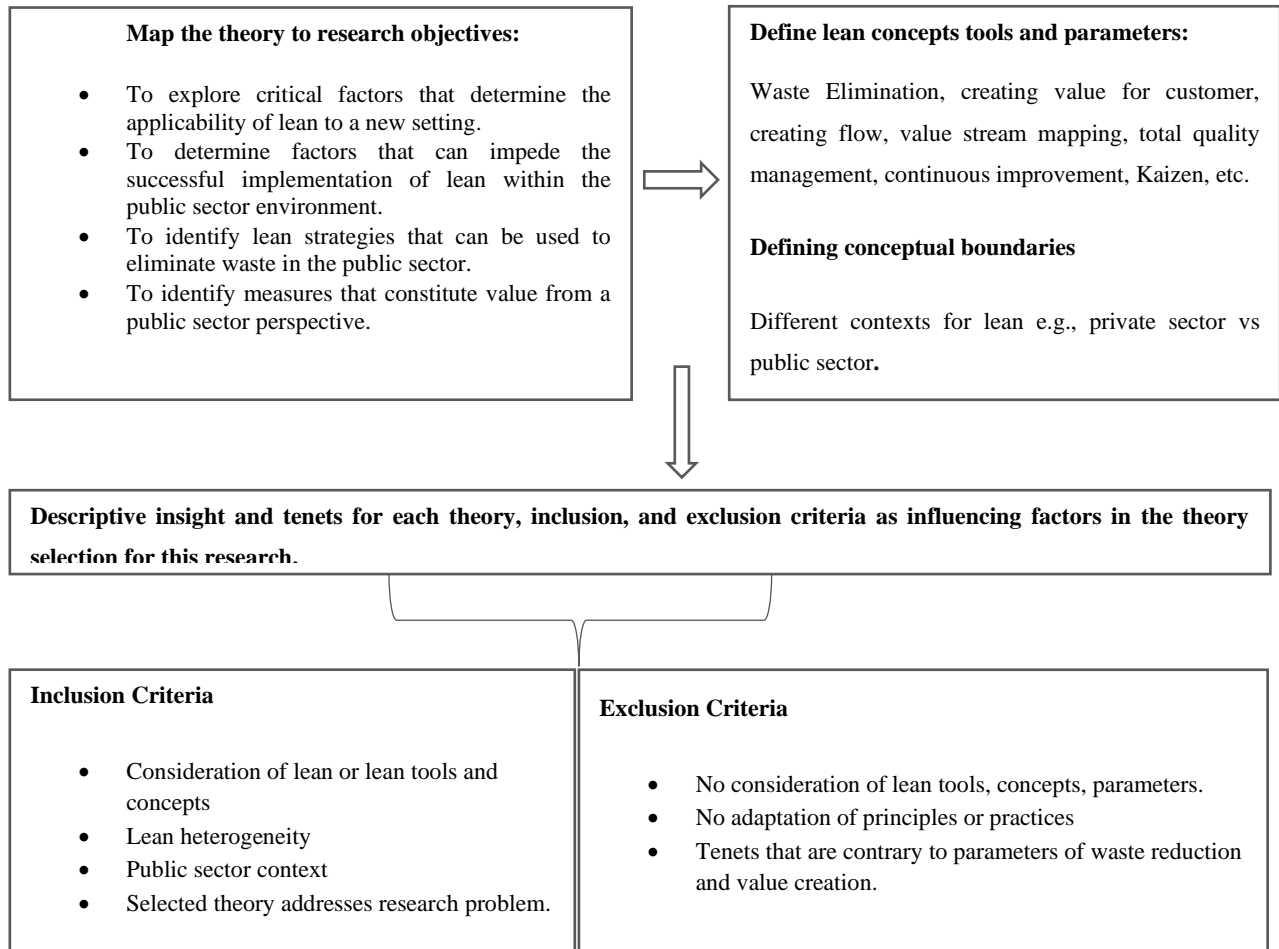 Map the theory to research objectives:
• To explore critical factors that determine the
applicability of lean to a new setting.
• To determine factors that can impede the
successful implementation of lean within the
public sector environment.
• To identify lean strategies that can be used to
eliminate waste in the public sector.
• To identify measures that constitute value from a
public sector perspective.
Define lean concepts tools and parameters:
Waste Elimination, creating value for customer,
creating flow, value stream mapping, total quality
management, continuous improvement, Kaizen, etc.
Defining conceptual boundaries
Different contexts for lean e.g., private sector vs
public sector.
Descriptive insight and tenets for each theory, inclusion, and exclusion criteria as influencing factors in the theory
selection for this research.
Inclusion Criteria
• Consideration of lean or lean tools and
concepts
• Lean heterogeneity
• Public sector context
• Selected theory addresses research problem.
Exclusion Criteria
• No consideration of lean tools, concepts, parameters.
• No adaptation of principles or practices
• Tenets that are contrary to parameters of waste reduction
and value creation.